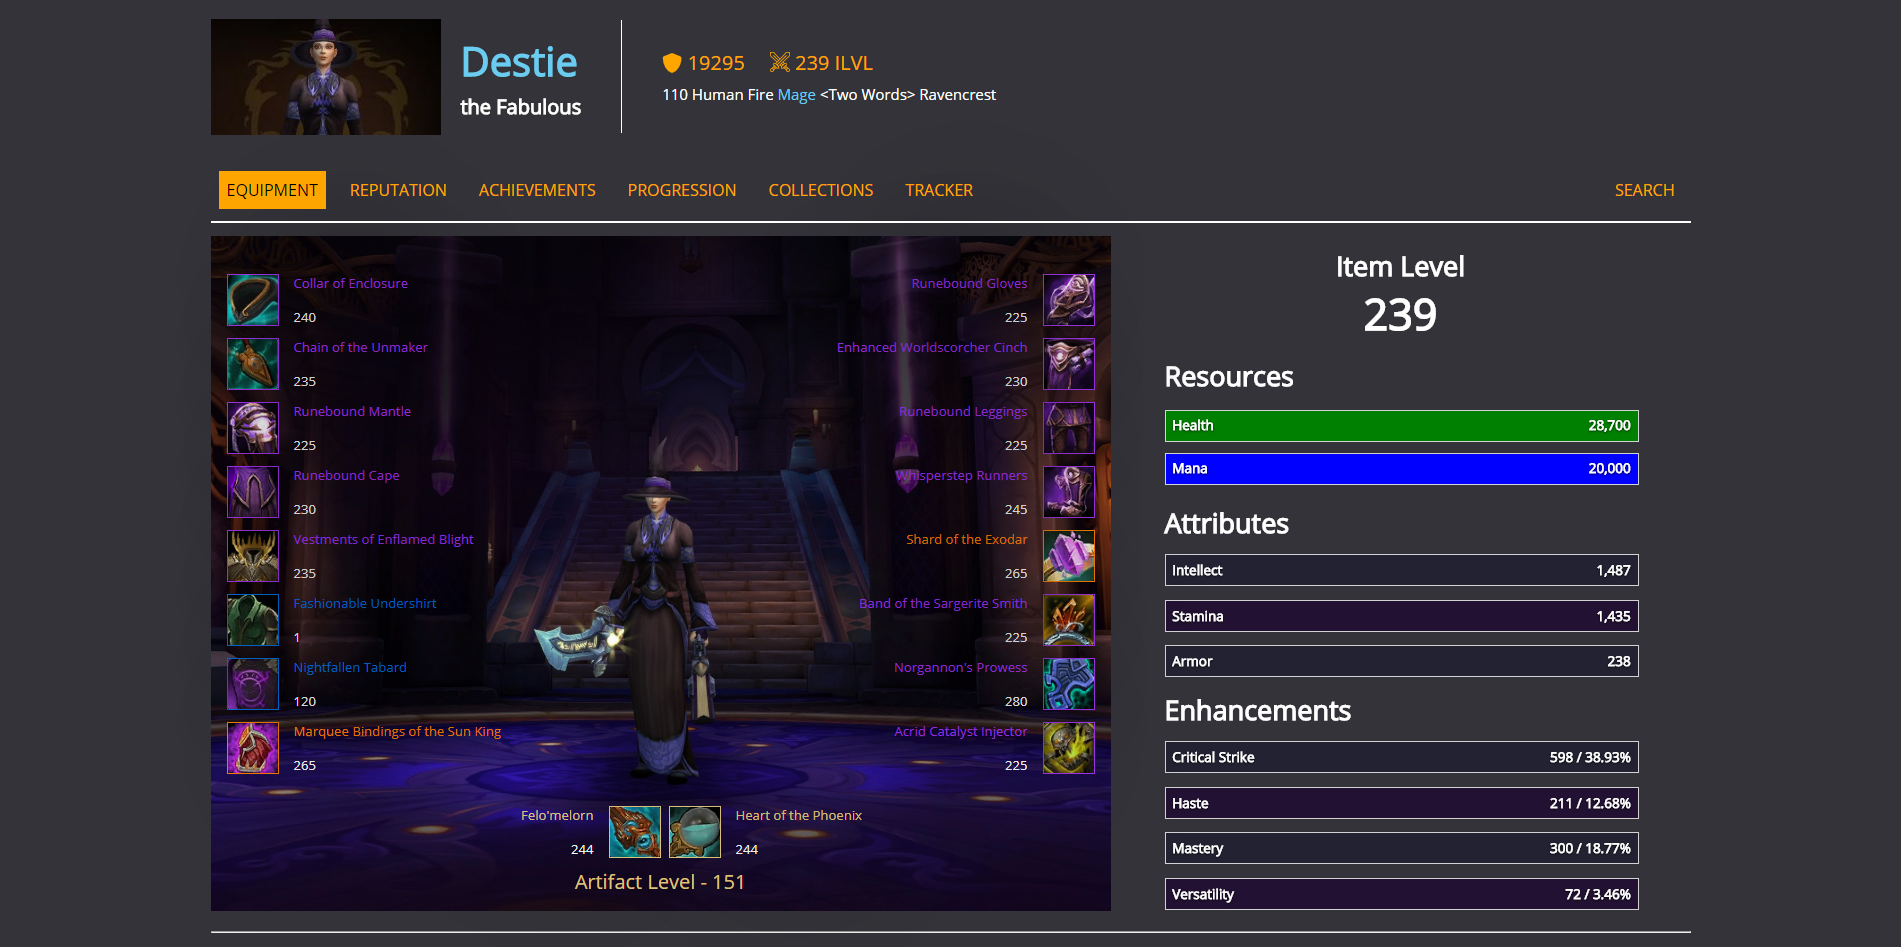 Destie
the Fabulous
19295 239 ILVL
110 Human Fire Mage <Two Words> Ravencrest
EQUIPMENT REPUTATION ACHIEVEMENTS PROGRESSION COLLECTIONS TRACKER SEARCH
Collar of Enclosure
240
Chain of the Unmaker
235
Runebound Mantle
225
Runebound Cape
230
Vestments of Enflamed Blight
235
Fashionable Undershirt
1
Nightfallen Tabard
120
Marquee Bindings of the Sun King
265
Runebound Gloves
225
Enhanced Worldscorcher Cinch
230
Runebound Leggings
225
Whisperstep Runners
245
Shard of the Exodar
265
Band of the Sargerite Smith
225
Norgannon's Prowess
280
Acrid Catalyst Injector
225
Felo'melorn
244
Heart of the Phoenix
244
Artifact Level - 151
Item Level
239
Resources
Health 28,700
Mana 20,000
Attributes
Intellect 1,487
Stamina 1,435
Armor 238
Enhancements
Critical Strike 598 / 38.93%
Haste 211 / 12.68%
Mastery 300 / 18.77%
Versatility 72 / 3.46%